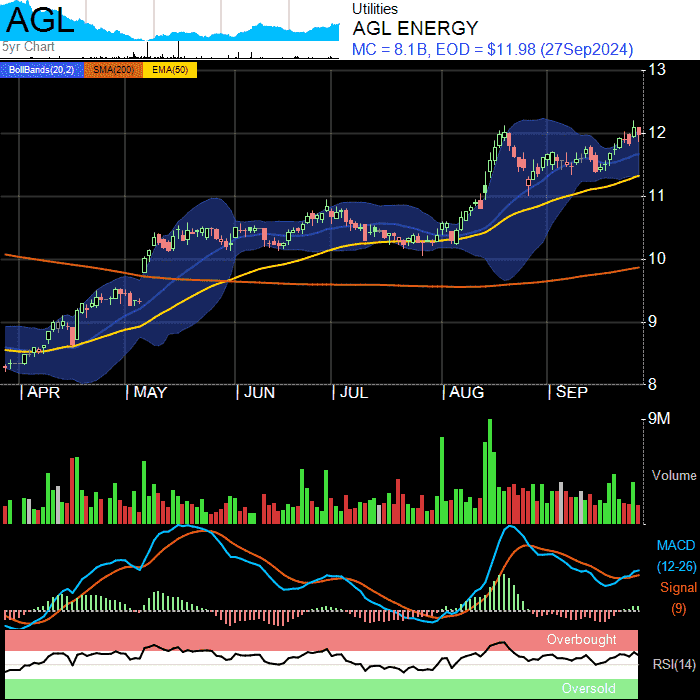 AGL
5yr Chart
Utilities
AGL ENERGY
MC = 8.1B, EOD = $11.98 (27Sep2024)
BollBands(20,2) SMA(200) EMA(50)
13
12
11
10
9
8
APR MAY JUN JUL AUG SEP
9M
Volume
MACD
(12-26)
Signal
(9)
Overbought
RSI(14)
Oversold